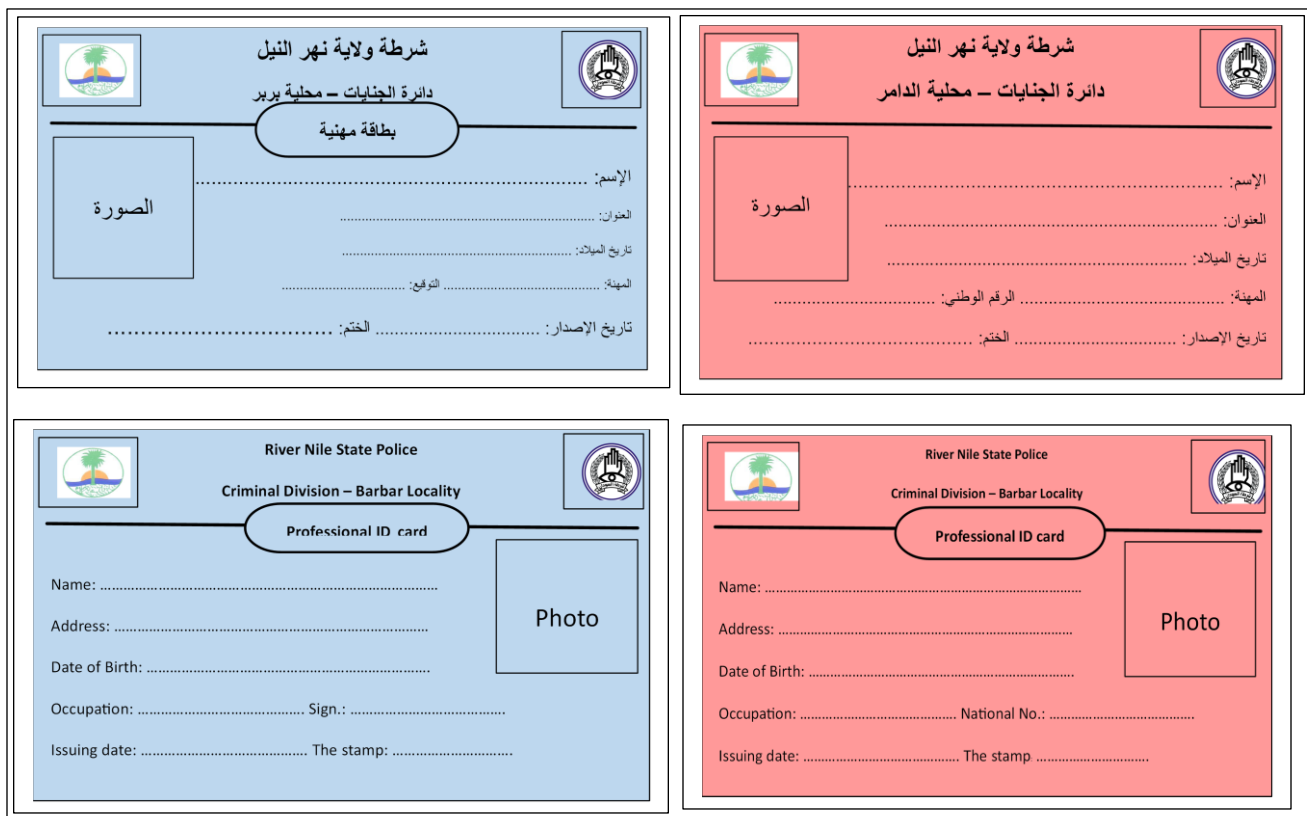 شرطة ولاية نهر النيل
دائرة الجنايات – محلية بربر
بطاقة مهنية
الصورة
الإسم: ............................................................
العنوان: ............................................................
تاريخ الميلاد: ............................................................
المهنة: ........................................ التوقيع: ................................
تاريخ الإصدار: ................................ الختم: ..................................
شرطة ولاية نهر النيل
دائرة الجنايات – محلية الدامر
الصورة
الإسم: ............................................................
العنوان: ............................................................
تاريخ الميلاد: ............................................................
المهنة: ........................................ الرقم الوطني: ................................
تاريخ الإصدار: ................................ الختم: ..................................
River Nile State Police
Criminal Division – Barbar Locality
Professional ID card
Photo
Name: ............................................................
Address: ............................................................
Date of Birth: ............................................................
Occupation: ........................................ Sign.: ................................
Issuing date: ........................................ The stamp: ................................
River Nile State Police
Criminal Division – Barbar Locality
Professional ID card
Photo
Name: ............................................................
Address: ............................................................
Date of Birth: ............................................................
Occupation: ........................................ National No.: ................................
Issuing date: ........................................ The stamp ................................